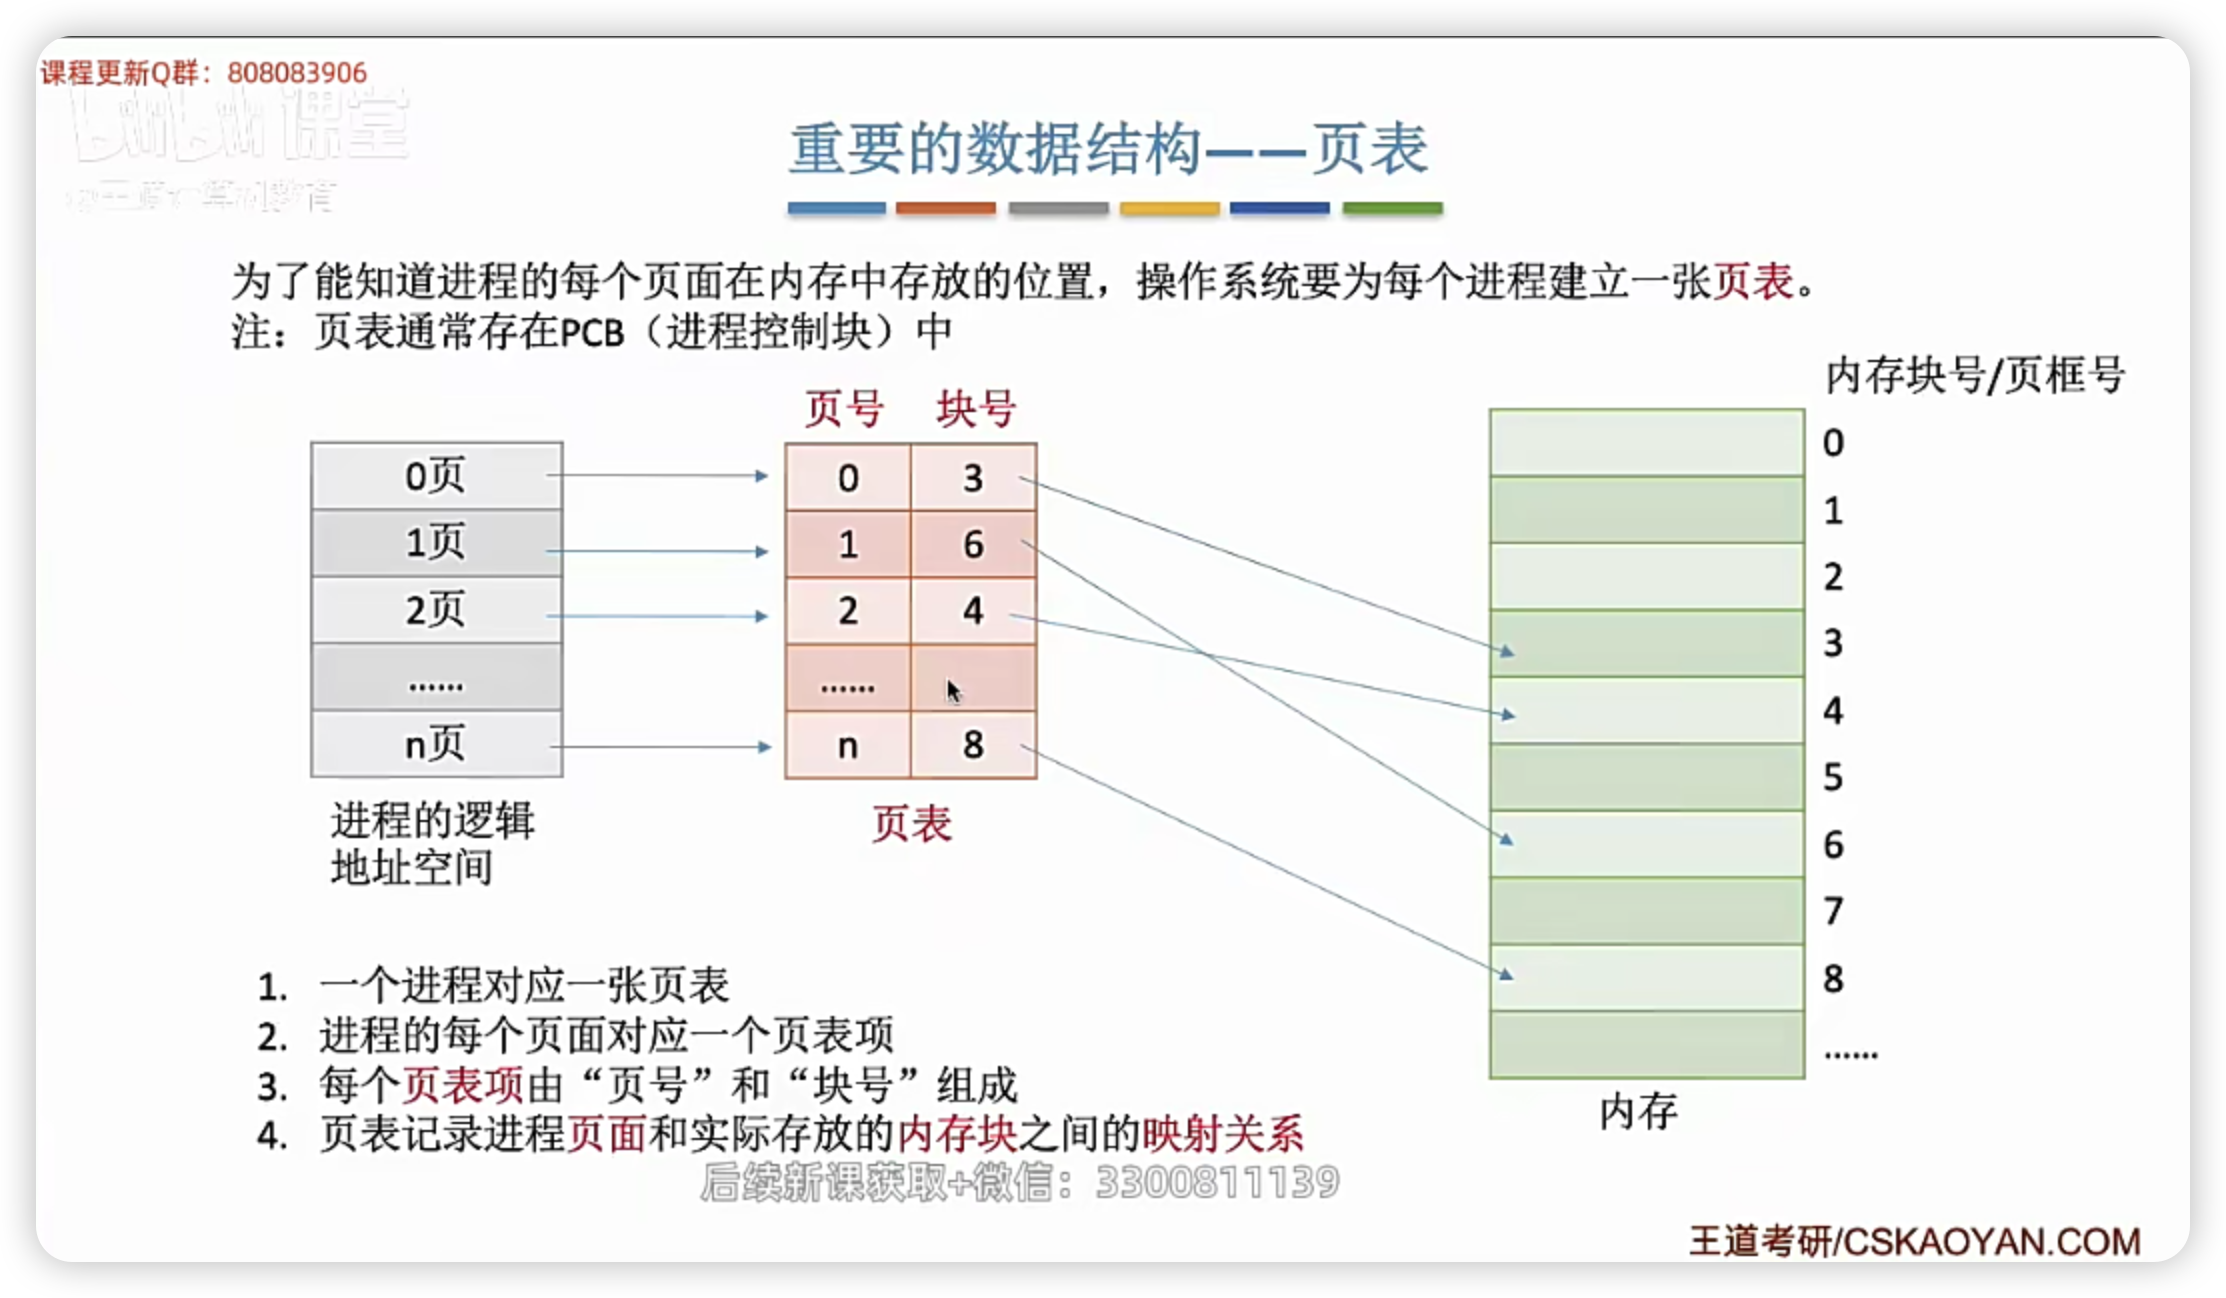 课程更新Q群：808083906
bilibili课堂
重要的数据结构——页表
为了能知道进程的每个页面在内存中存放的位置，操作系统要为每个进程建立一张页表。
注：页表通常存在PCB（进程控制块）中
内存块号/页框号
页号 块号
0页 0 3
1页 1 6
2页 2 4
…… ……
n页 n 8
进程的逻辑
地址空间
页表
0
1
2
3
4
5
6
7
8
……
内存
1. 一个进程对应一张页表
2. 进程的每个页面对应一个页表项
3. 每个页表项由“页号”和“块号”组成
4. 页表记录进程页面和实际存放的内存块之间的映射关系
后续新课获取+微信：3300811139
王道考研/CSKAOYAN.COM